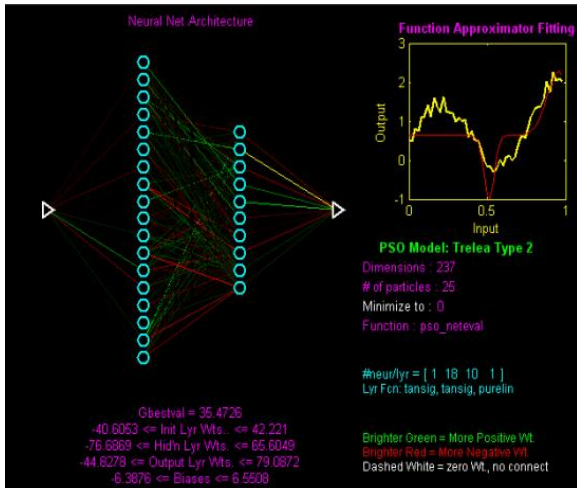 Neural Net Architecture
Function Approximator Fitting
3
2
1
0
-1
Output
0
0.5
1
Input
PSO Model: Trelea Type 2
Dimensions : 237
# of particles : 25
Minimize to : 0
Function : pso_neteval
#neur/lyr = [ 1 18 10 1 ]
Lyr Fcn: tansig, tansig, purelin
Gbestval = 35.4726
-40.6053 <= Init Lyr Wts.. <= 42.221
-76.6869 <= Hid'n Lyr Wts. <= 65.6049
-44.8278 <= Output Lyr Wts. <= 79.0872
-6.3876 <= Biases <= 6.5508
Brighter Green = More Positive Wt.
Brighter Red = More Negative Wt.
Dashed White = zero Wt., no connect